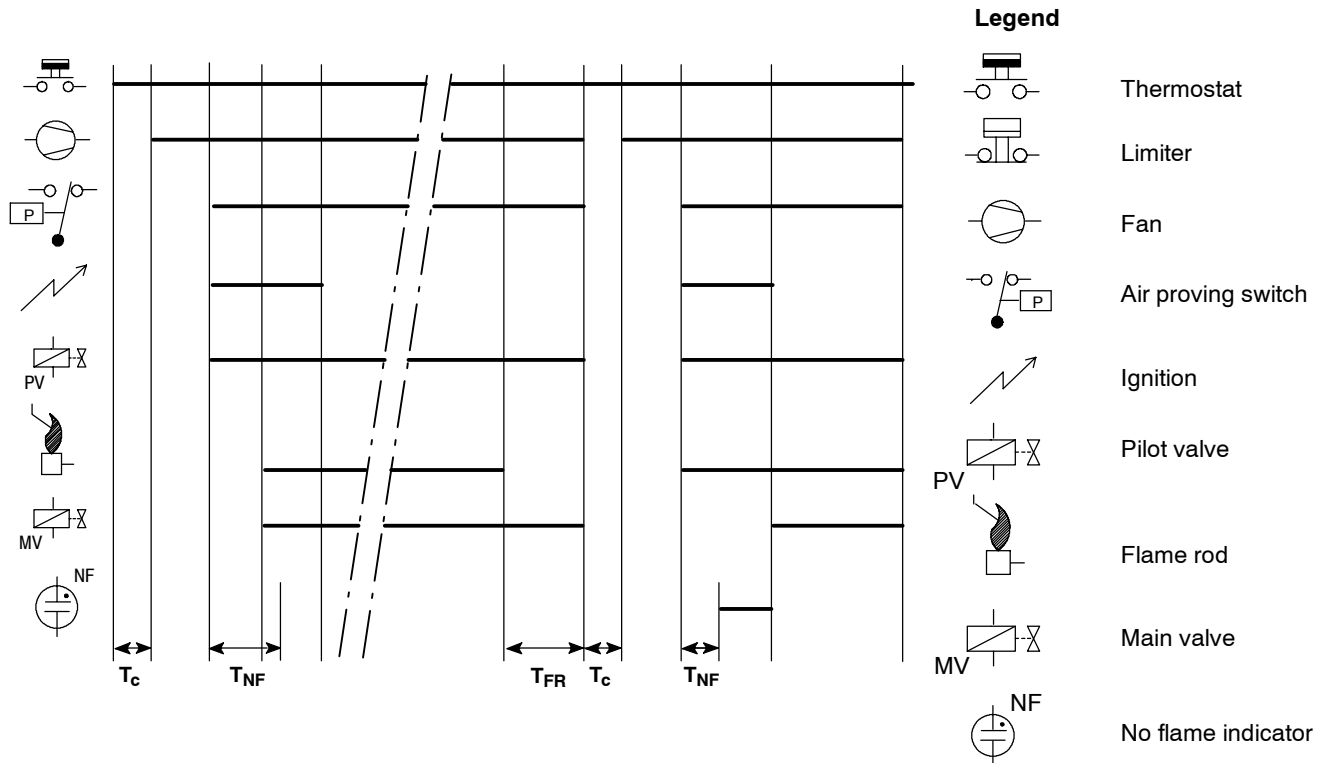 Legend
Thermostat
Limiter
Fan
P
P
Air proving switch
Ignition
PV
PV
Pilot valve
Flame rod
MV
MV
Main valve
NF
NF
No flame indicator
Tc
TNF
TFR
Tc
TNF